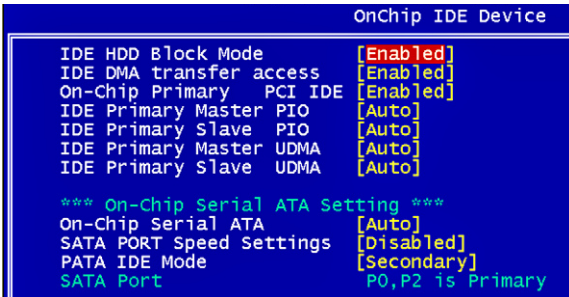 OnChip IDE Device
IDE HDD Block Mode [Enabled]
IDE DMA transfer access [Enabled]
On-Chip Primary PCI IDE [Enabled]
IDE Primary Master PIO [Auto]
IDE Primary Slave PIO [Auto]
IDE Primary Master UDMA [Auto]
IDE Primary Slave UDMA [Auto]
*** On-Chip Serial ATA Setting ***
On-Chip Serial ATA [Auto]
SATA PORT Speed Settings [Disabled]
PATA IDE Mode [Secondary]
SATA Port P0,P2 is Primary